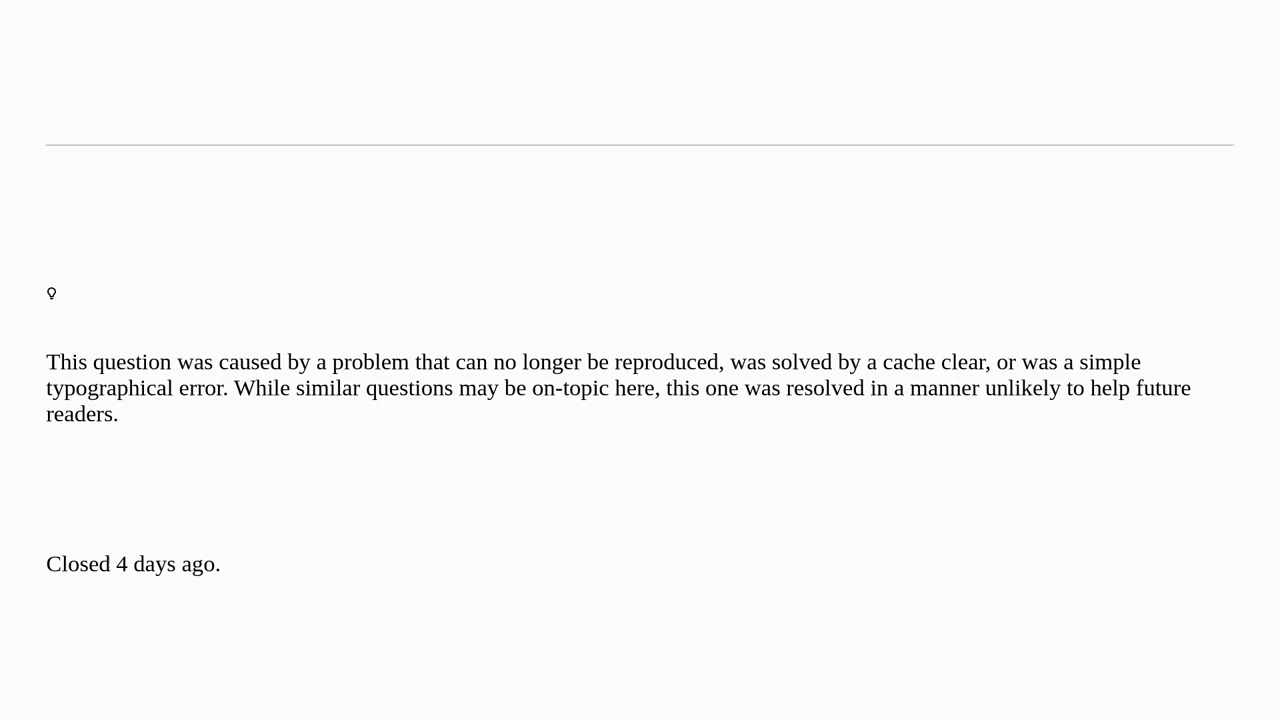 This question was caused by a problem that can no longer be reproduced, was solved by a cache clear, or was a simple
typographical error. While similar questions may be on-topic here, this one was resolved in a manner unlikely to help future
readers.
Closed 4 days ago.